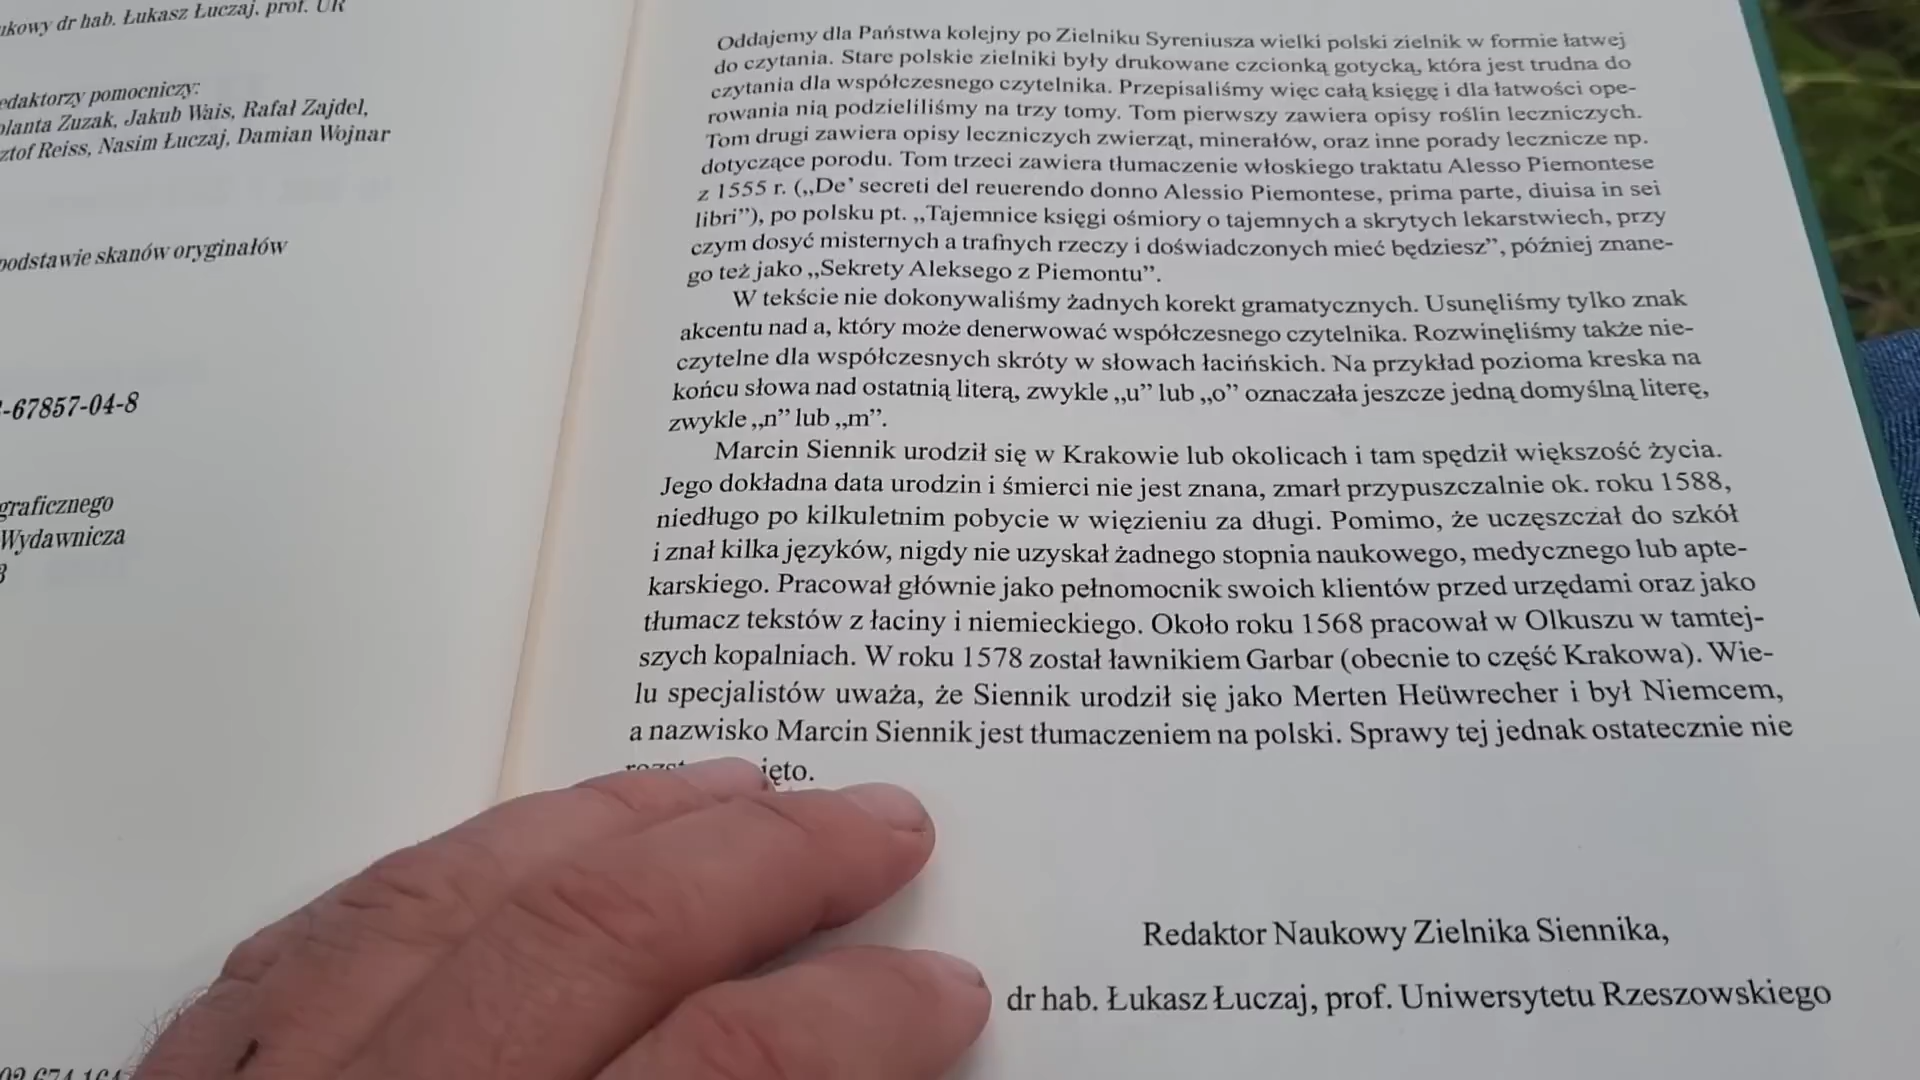 dr hab. Łukasz Łuczaj, prof. UR
pomocniczy:
Zuzak, Jakub Wais, Rafał Zajdel,
Reiss, Nasim Łuczaj, Damian Wojnar
podstawie skanów oryginałów
-67857-04-8
graficznego
Wydawnicza
3
Oddajemy dla Państwa kolejny po Zielniku Syreniusza wielki polski zielnik w formie łatwej
do czytania. Stare polskie zielniki były drukowane czcionką gotycką, która jest trudna do
czytania dla współczesnego czytelnika. Przepisaliśmy więc całą księgę i dla łatwości ope-
rowania nią podzieliliśmy na trzy tomy. Tom pierwszy zawiera opisy roślin leczniczych.
Tom drugi zawiera opisy leczniczych zwierząt, minerałów, oraz inne porady lecznicze np.
dotyczące porodu. Tom trzeci zawiera tłumaczenie włoskiego traktatu Alesso Piemontese
z 1555 r. („De’ secreti del reuerendo donno Alessio Piemontese, prima parte, diuisa in sei
libri”), po polsku pt. „Tajemnice księgi ośmiory o tajemnych a skrytych lekarstwiech, przy
czym dosyć misternych a trafnych rzeczy i doświadczonych mieć będziesz”, później znane-
go też jako „Sekrety Aleksego z Piemontu”.
W tekście nie dokonywaliśmy żadnych korekt gramatycznych. Usunęliśmy tylko znak
akcentu nad a, który może denerwować współczesnego czytelnika. Rozwinęliśmy także nie-
czytelne dla współczesnych skróty w słowach łacińskich. Na przykład pozioma kreska na
końcu słowa nad ostatnią literą, zwykle „u” lub „o” oznaczała jeszcze jedną domyślną literę,
zwykle „n” lub „m”.
Marcin Siennik urodził się w Krakowie lub okolicach i tam spędził większość życia.
Jego dokładna data urodzin i śmierci nie jest znana, zmarł przypuszczalnie ok. roku 1588,
niedługo po kilkuletnim pobycie w więzieniu za długi. Pomimo, że uczęszczał do szkół
i znał kilka języków, nigdy nie uzyskał żadnego stopnia naukowego, medycznego lub apte-
karskiego. Pracował głównie jako pełnomocnik swoich klientów przed urzędami oraz jako
tłumacz tekstów z łaciny i niemieckiego. Około roku 1568 pracował w Olkuszu w tamtej-
szych kopalniach. W roku 1578 został ławnikiem Garbar (obecnie to część Krakowa). Wie-
lu specjalistów uważa, że Siennik urodził się jako Merten Heüwrecher i był Niemcem,
a nazwisko Marcin Siennik jest tłumaczeniem na polski. Sprawy tej jednak ostatecznie nie
Redaktor Naukowy Zielnika Siennika,
dr hab. Łukasz Łuczaj, prof. Uniwersytetu Rzeszowskiego